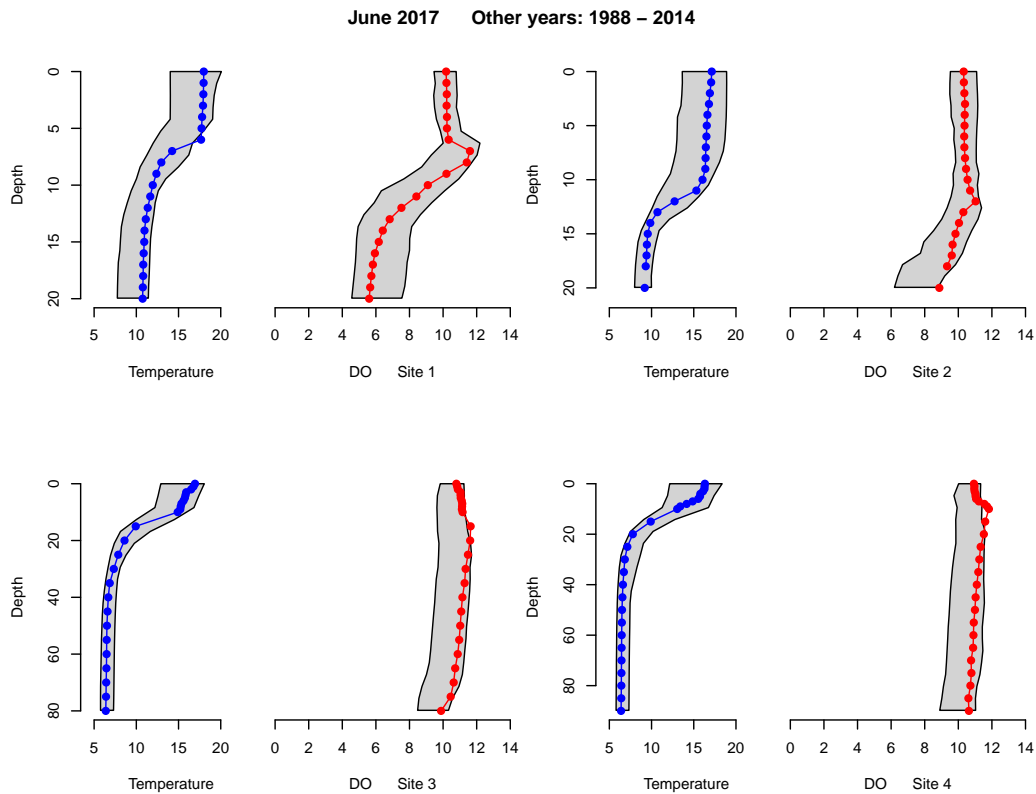 June 2017 Other years: 1988 – 2014
0 5 10 15 20
Depth
5 10 15 20
Temperature
0 2 4 6 8 10 12 14
DO Site 1
0 5 10 15 20
Depth
5 10 15 20
Temperature
0 2 4 6 8 10 12 14
DO Site 2
0 20 40 60 80
Depth
5 10 15 20
Temperature
0 2 4 6 8 10 12 14
DO Site 3
0 20 40 60 80
Depth
5 10 15 20
Temperature
0 2 4 6 8 10 12 14
DO Site 4